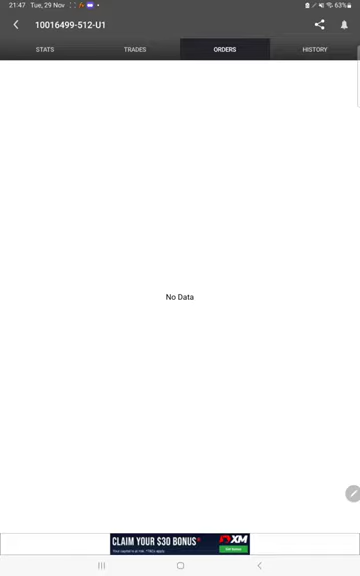 21:47 Tue, 29 Nov 63%
10016499-512-U1
STATS TRADES ORDERS HISTORY
No Data
CLAIM YOUR $30 BONUS*
XM